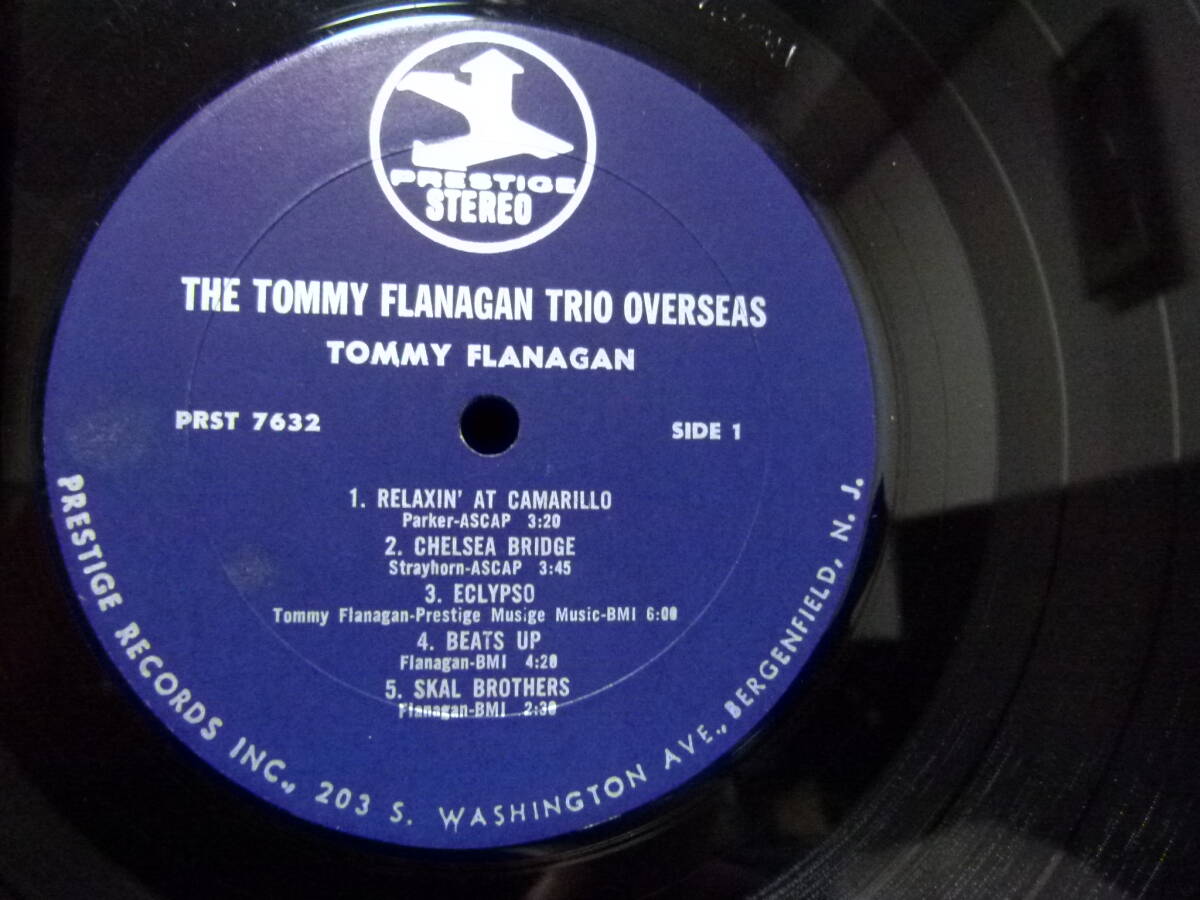 PRESTIGE
STEREO
THE TOMMY FLANAGAN TRIO OVERSEAS
TOMMY FLANAGAN
PRST 7632
SIDE 1
1. RELAXIN' AT CAMARILLO
Parker-ASCAP 3:20
2. CHELSEA BRIDGE
Strayhorn-ASCAP 3:45
3. ECLYPSO
Tommy Flanagan-Prestige Musige Music-BMI 6:00
4. BEATS UP
Flanagan-BMI 4:20
5. SKAL BROTHERS
Flanagan-BMI 2:30
PRESTIGE RECORDS INC., 203 S. WASHINGTON AVE., BERGENFIELD, N. J.